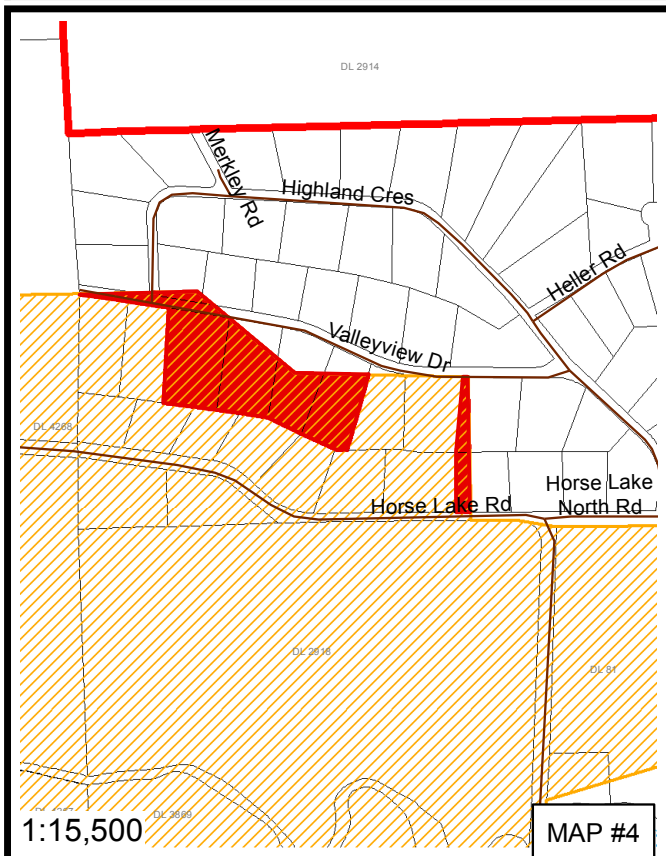 DL 2914
Merkley Rd
Highland Cres
Heller Rd
Valleyview Dr
DL 4268
Horse Lake Rd
Horse Lake
North Rd
DL 2918
DL 81
DL 3869
1:15,500
MAP #4